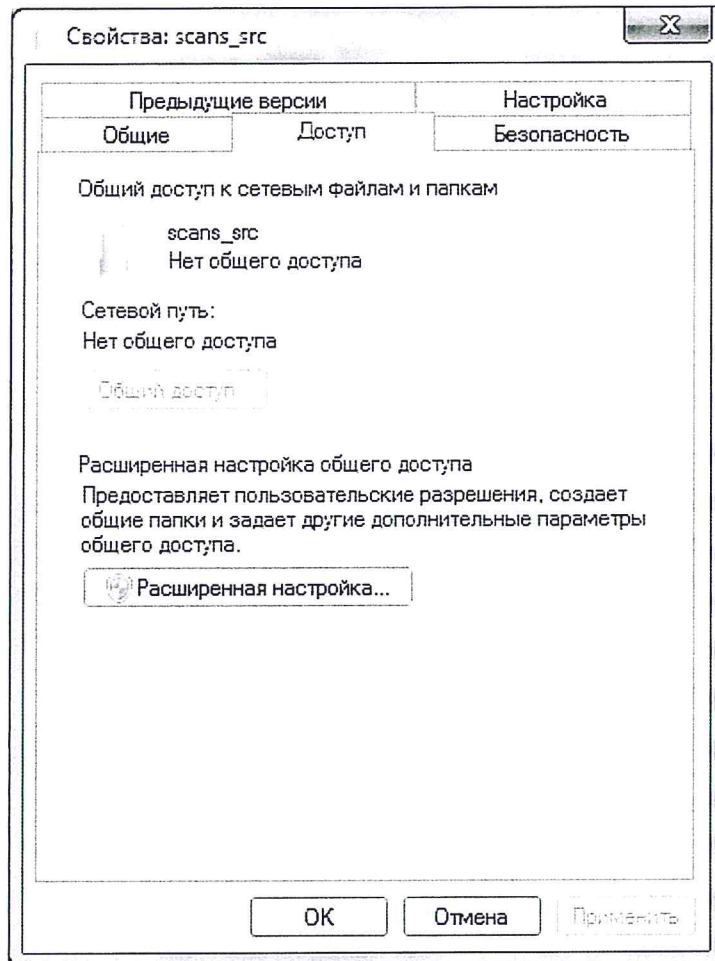 Свойства: scans_src
Предыдущие версии
Настройка
Общие
Доступ
Безопасность
Общий доступ к сетевым файлам и папкам
scans_src
Нет общего доступа
Сетевой путь:
Нет общего доступа
Общий доступ
Расширенная настройка общего доступа
Предоставляет пользовательские разрешения, создает
общие папки и задает другие дополнительные параметры
общего доступа.
Расширенная настройка...
ОК
Отмена
Применить